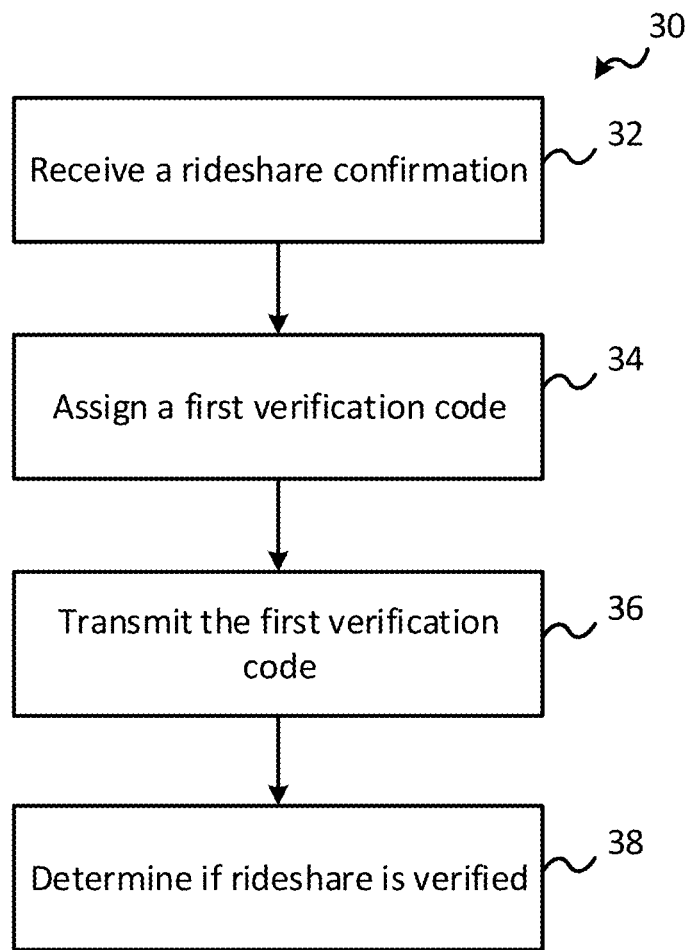 30
Receive a rideshare confirmation
32
Assign a first verification code
34
Transmit the first verification
code
36
Determine if rideshare is verified
38